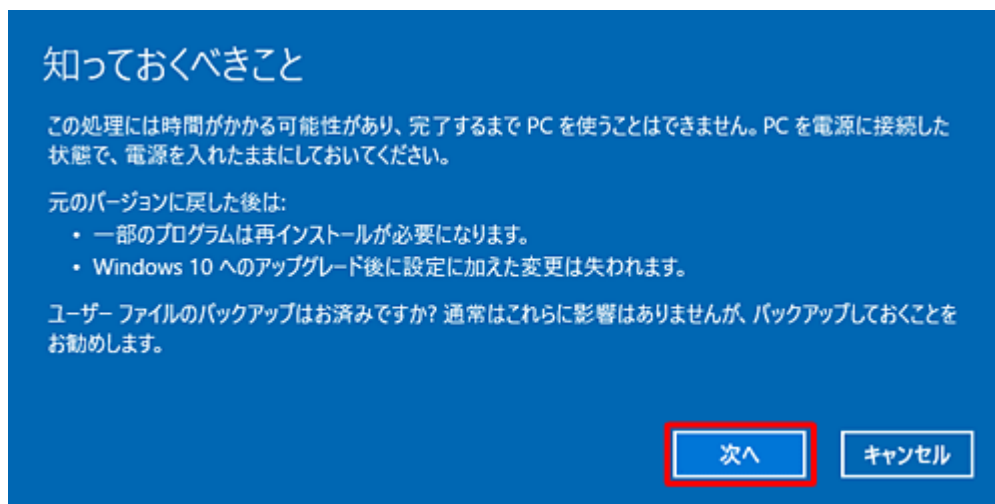 知っておくべきこと
この処理には時間がかかる可能性があり、完了するまで PC を使うことはできません。PC を電源に接続した
状態で、電源を入れたままにしておいてください。
元のバージョンに戻した後は:
• 一部のプログラムは再インストールが必要になります。
• Windows 10 へのアップグレード後に設定に加えた変更は失われます。
ユーザー ファイルのバックアップはお済みですか? 通常はこれらに影響はありませんが、バックアップしておくことを
お勧めします。
次へ
キャンセル